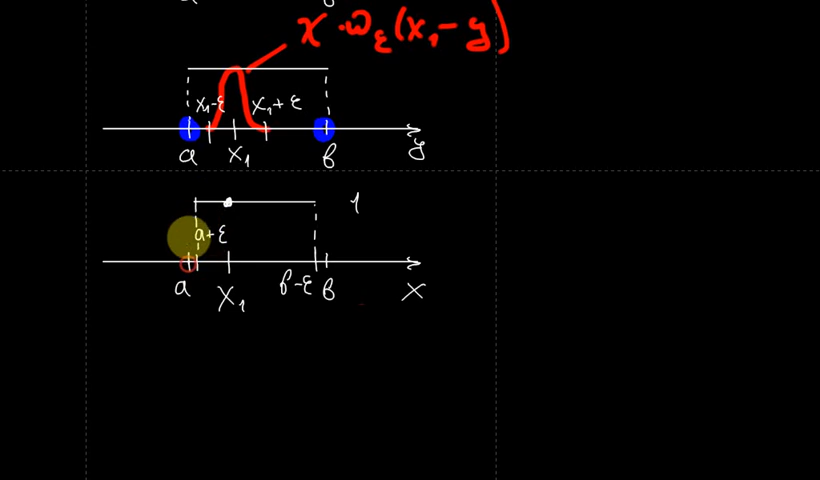 χ · ω_ε(x₁ - y)
x₁-ε x₁+ε
a x₁ b y
1
a+ε
a x₁ b-ε b x